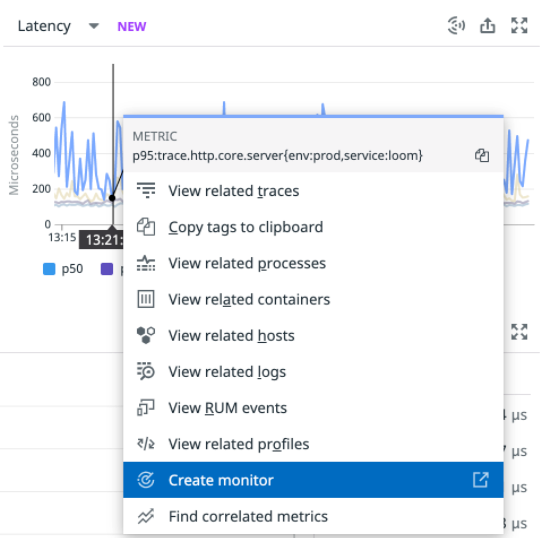 Latency NEW
800
600
400
200
0
Microseconds
13:15 13:21:
p50
METRIC
p95:trace.http.core.server{env:prod,service:loom}
View related traces
Copy tags to clipboard
View related processes
View related containers
View related hosts
View related logs
View RUM events
View related profiles
Create monitor
Find correlated metrics
µs
µs
µs
µs